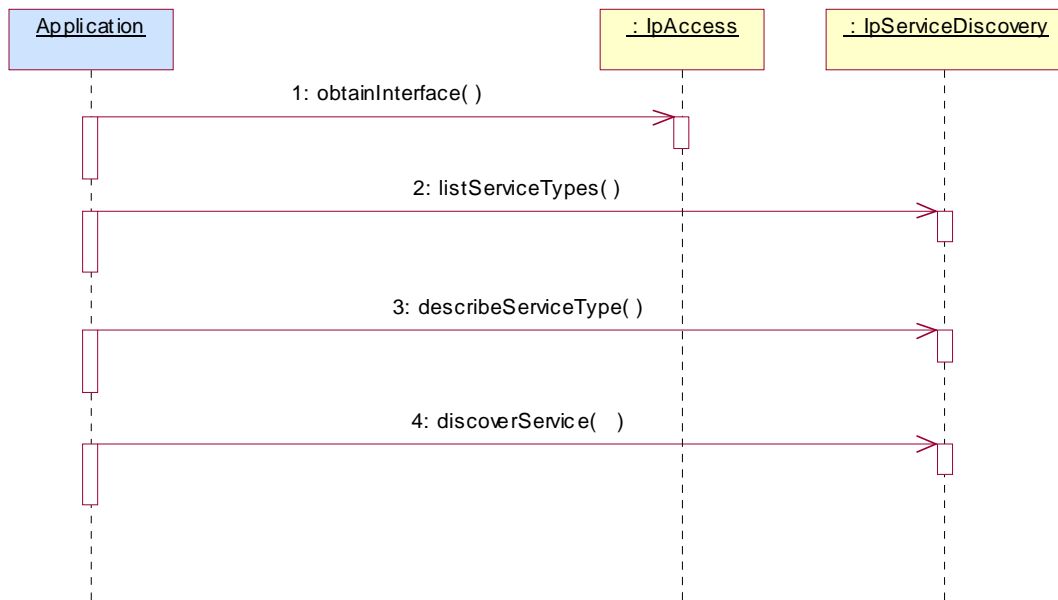 Application
: IpAccess
: IpServiceDiscovery
1: obtainInterface( )
2: listServiceTypes( )
3: describeServiceType( )
4: discoverService( )